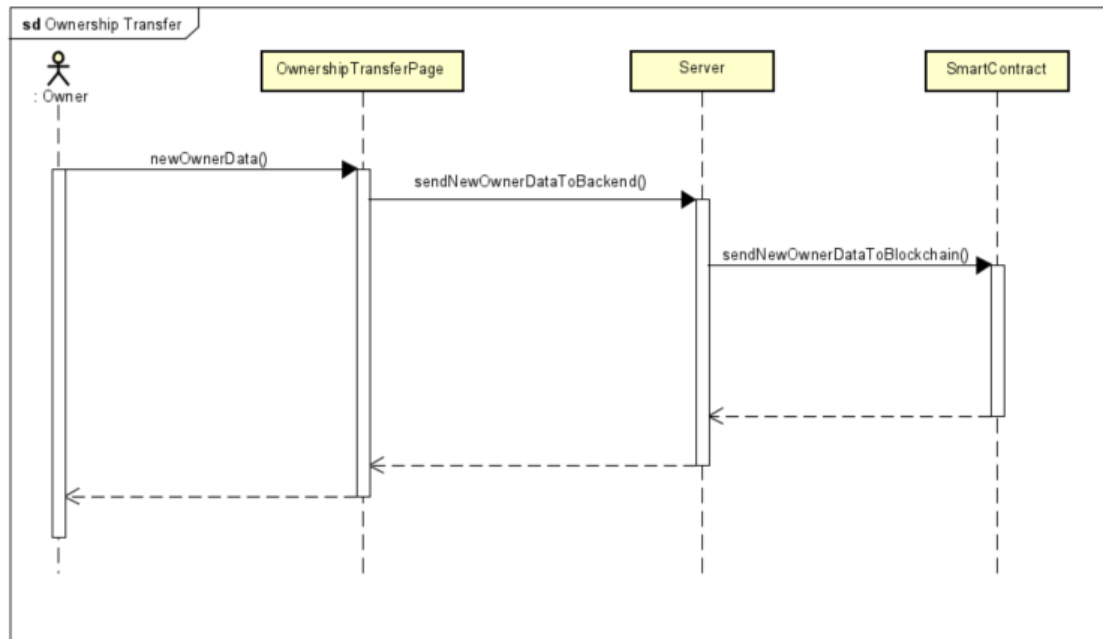 sd Ownership Transfer
: Owner
OwnershipTransferPage
Server
SmartContract
newOwnerData()
sendNewOwnerDataToBackend()
sendNewOwnerDataToBlockchain()